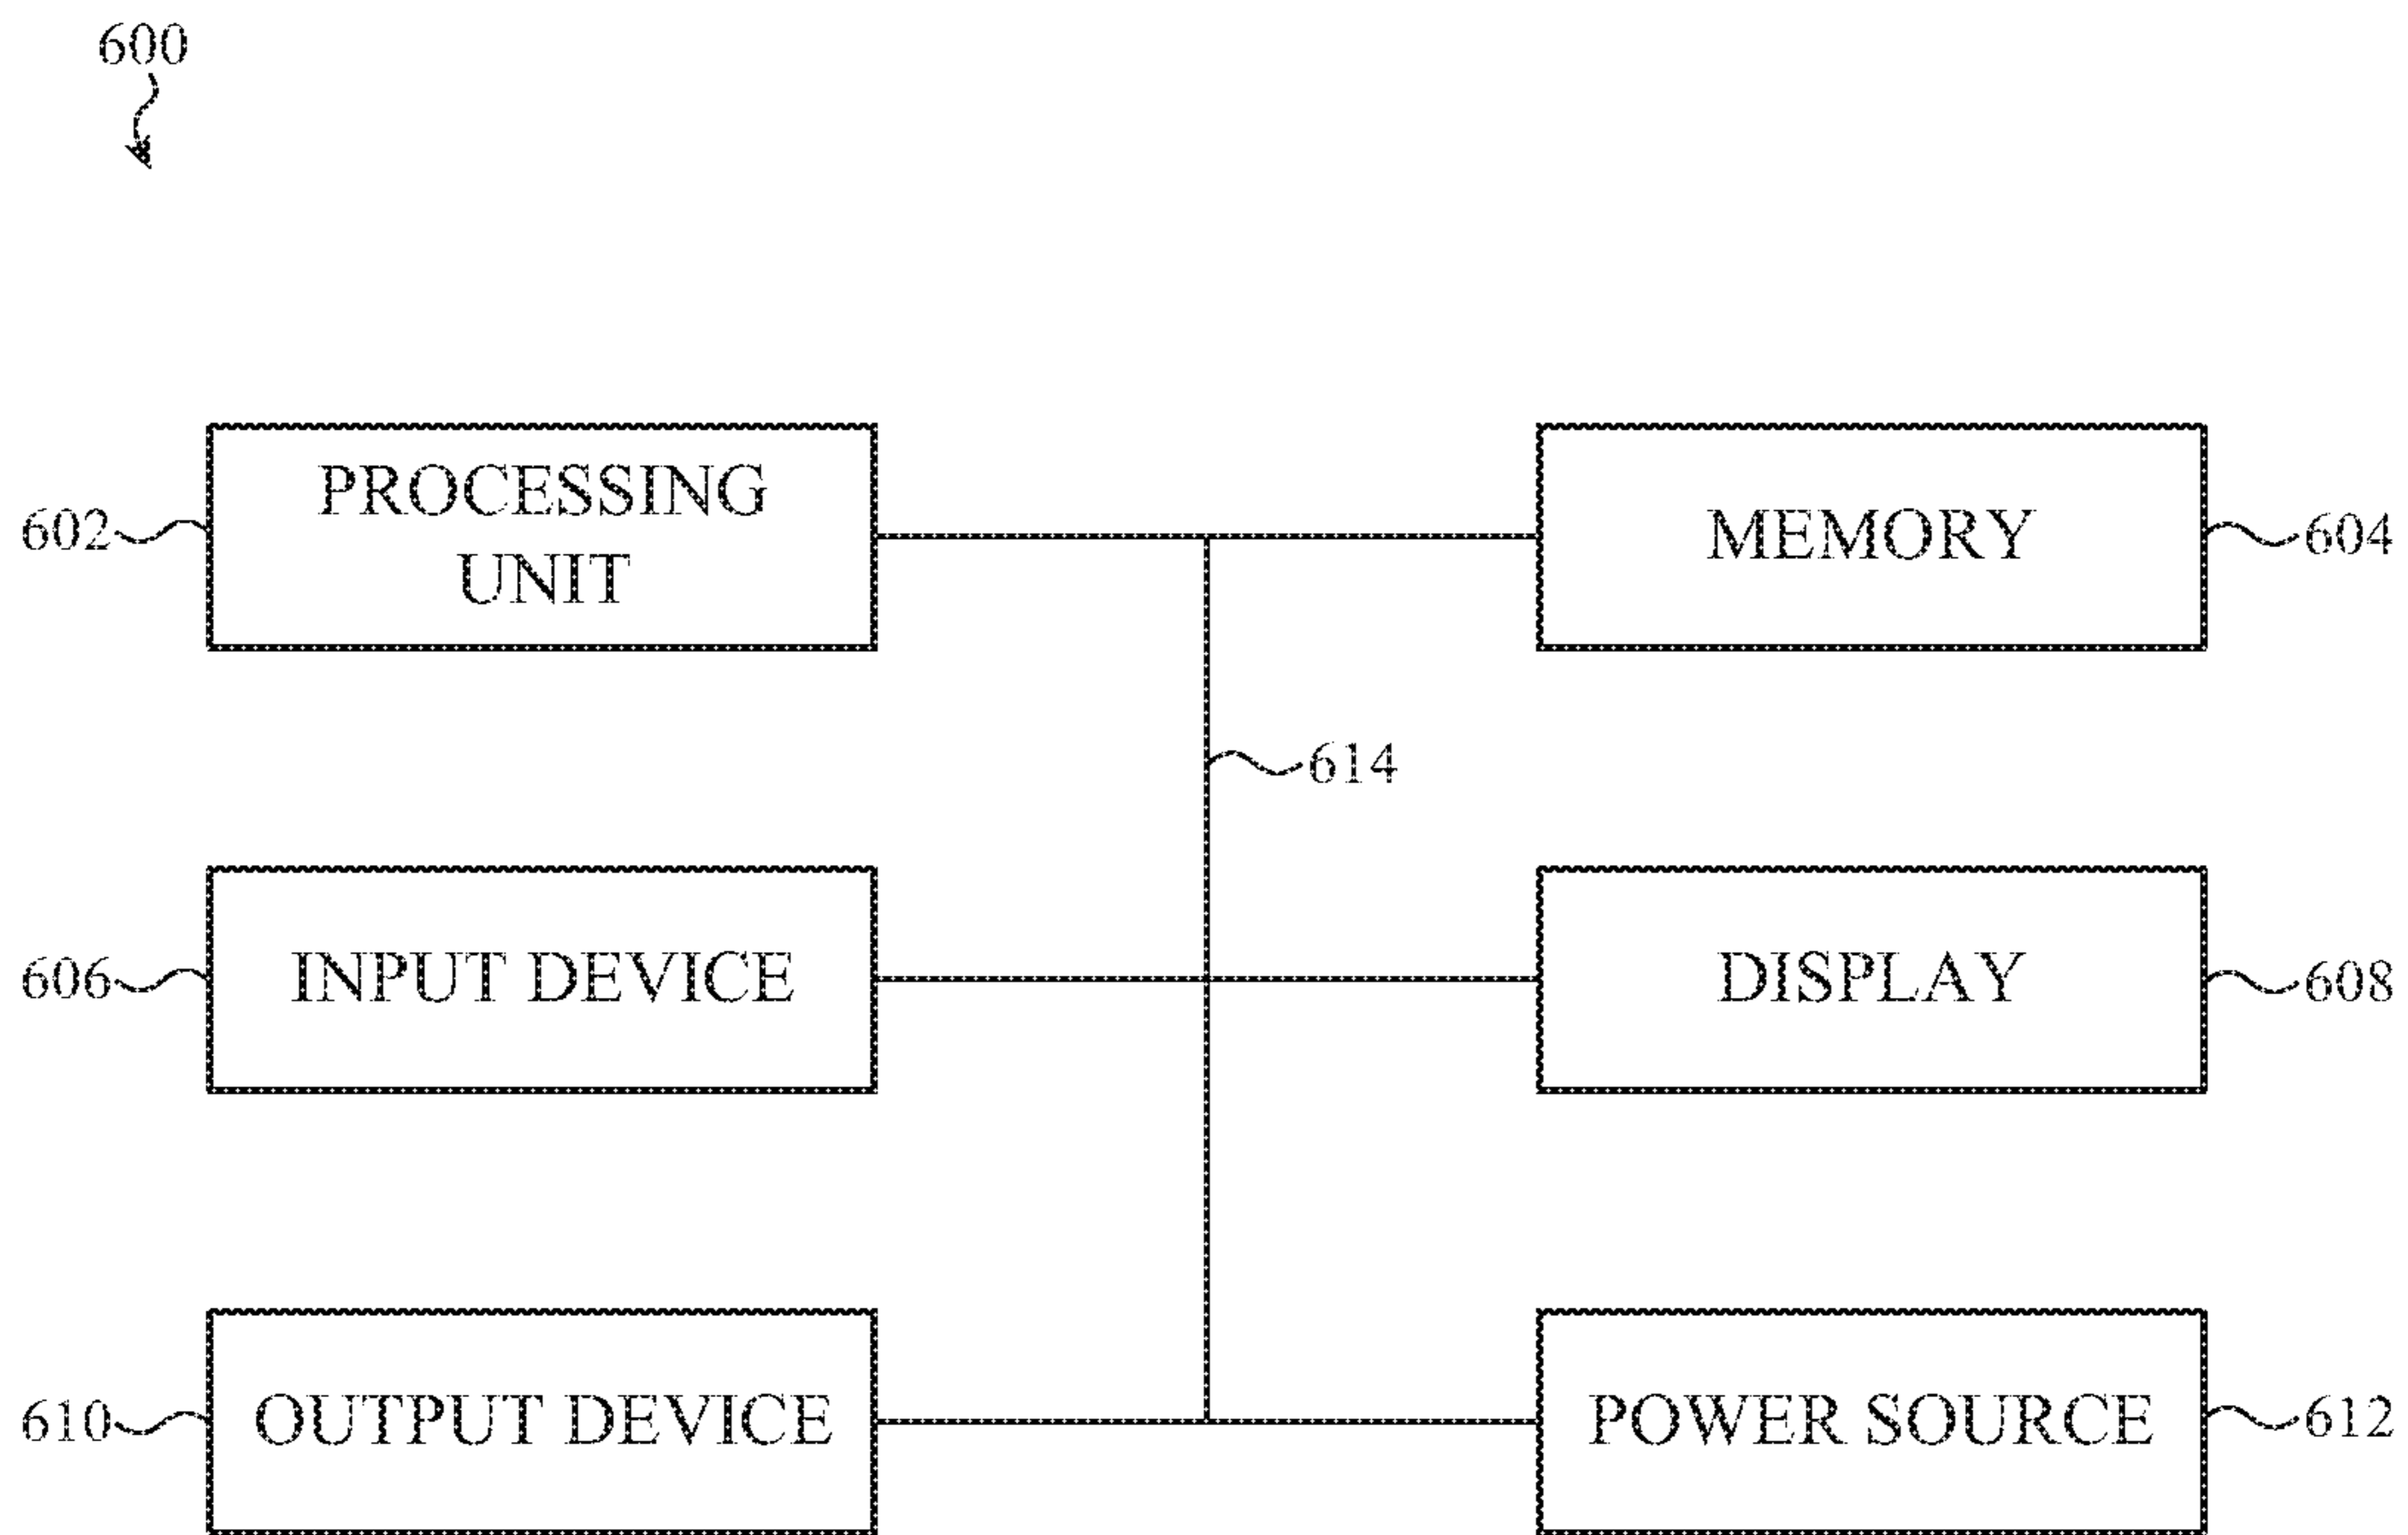 600
PROCESSING
UNIT
602
MEMORY
604
614
606
INPUT DEVICE
DISPLAY
608
610
OUTPUT DEVICE
POWER SOURCE
612